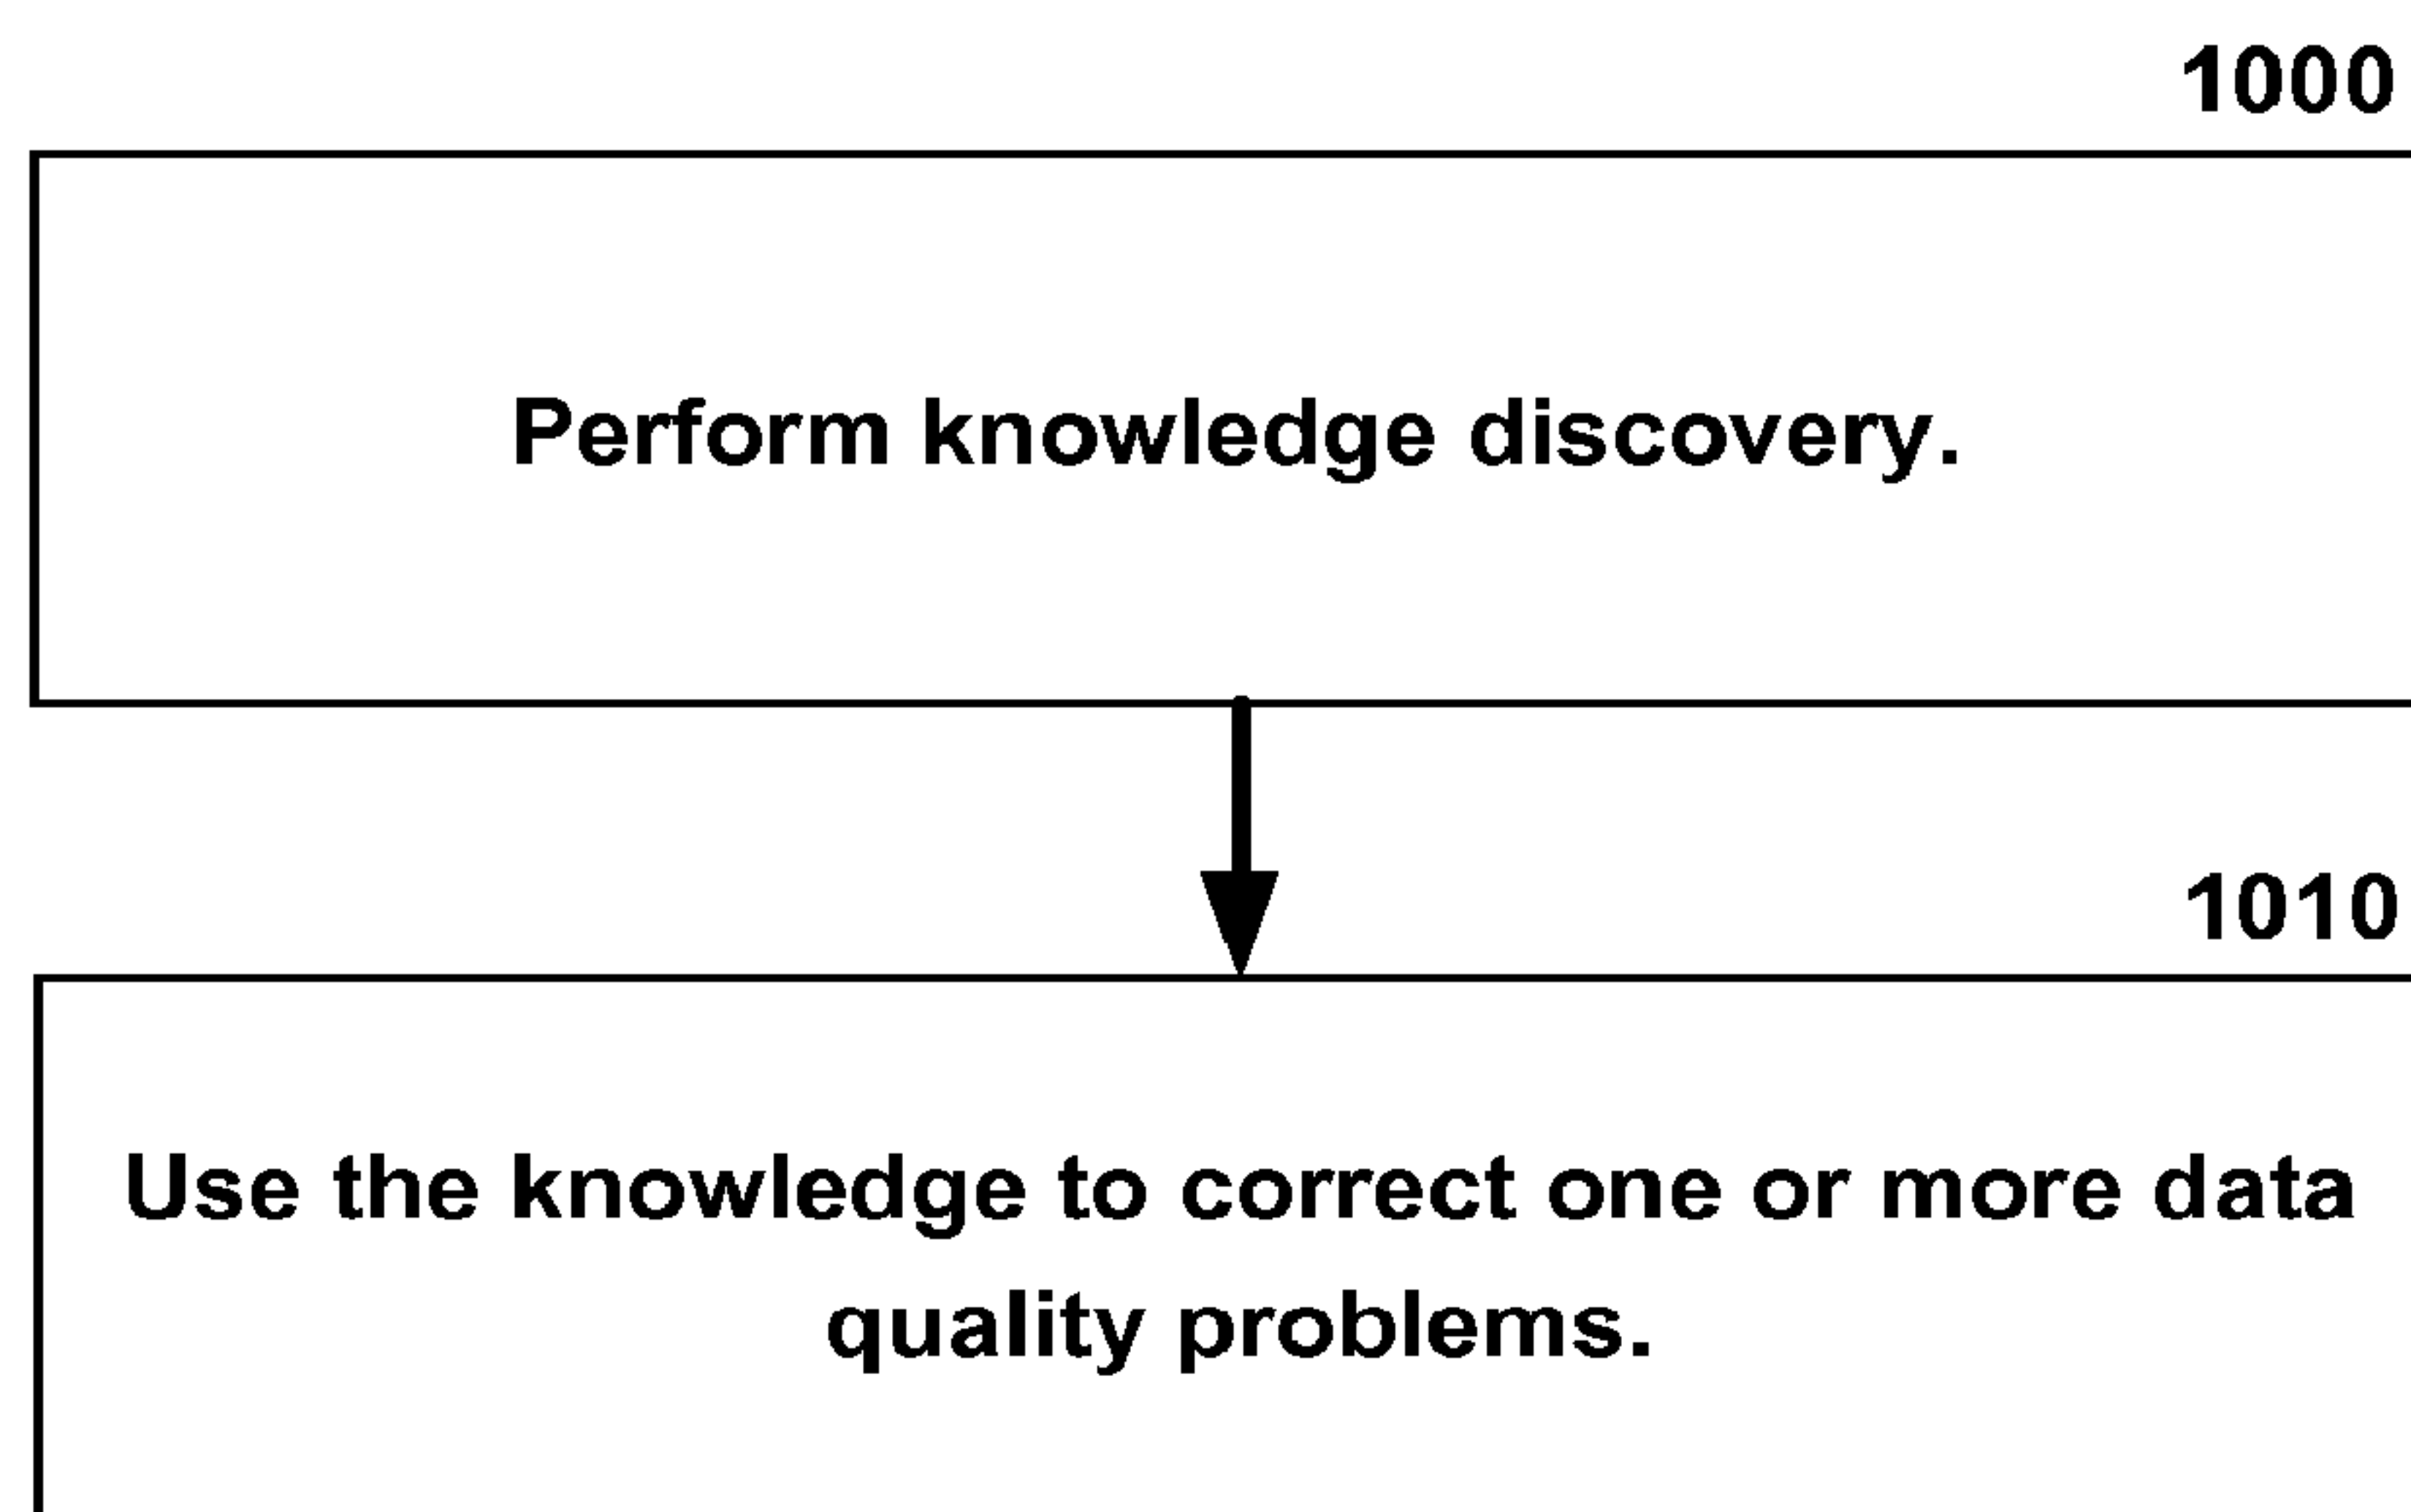 1000
Perform knowledge discovery.
1010
Use the knowledge to correct one or more data
quality problems.